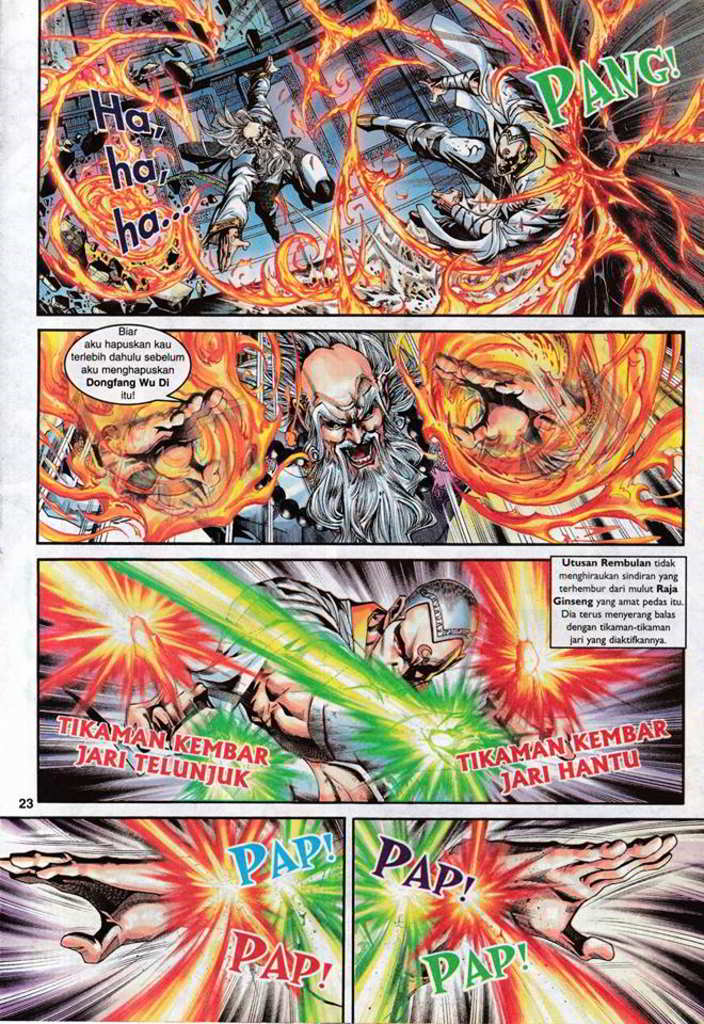 PANG!
Ha,
ha,
ha...
Biar
aku hapuskan kau
terlebih dahulu sebelum
aku menghapuskan
Dongfang Wu Di
itu!
Utusan Rembulan tidak
menghiraukan sindiran yang
terhembur dari mulut Raja
Ginseng yang amat pedas itu.
Dia terus menyerang balas
dengan tikaman-tikaman
jari yang diaktifkannya.
TIKAMAN KEMBAR
JARI TELUNJUK
TIKAMAN KEMBAR
JARI HANTU
23
PAP!
PAP!
PAP!
PAP!